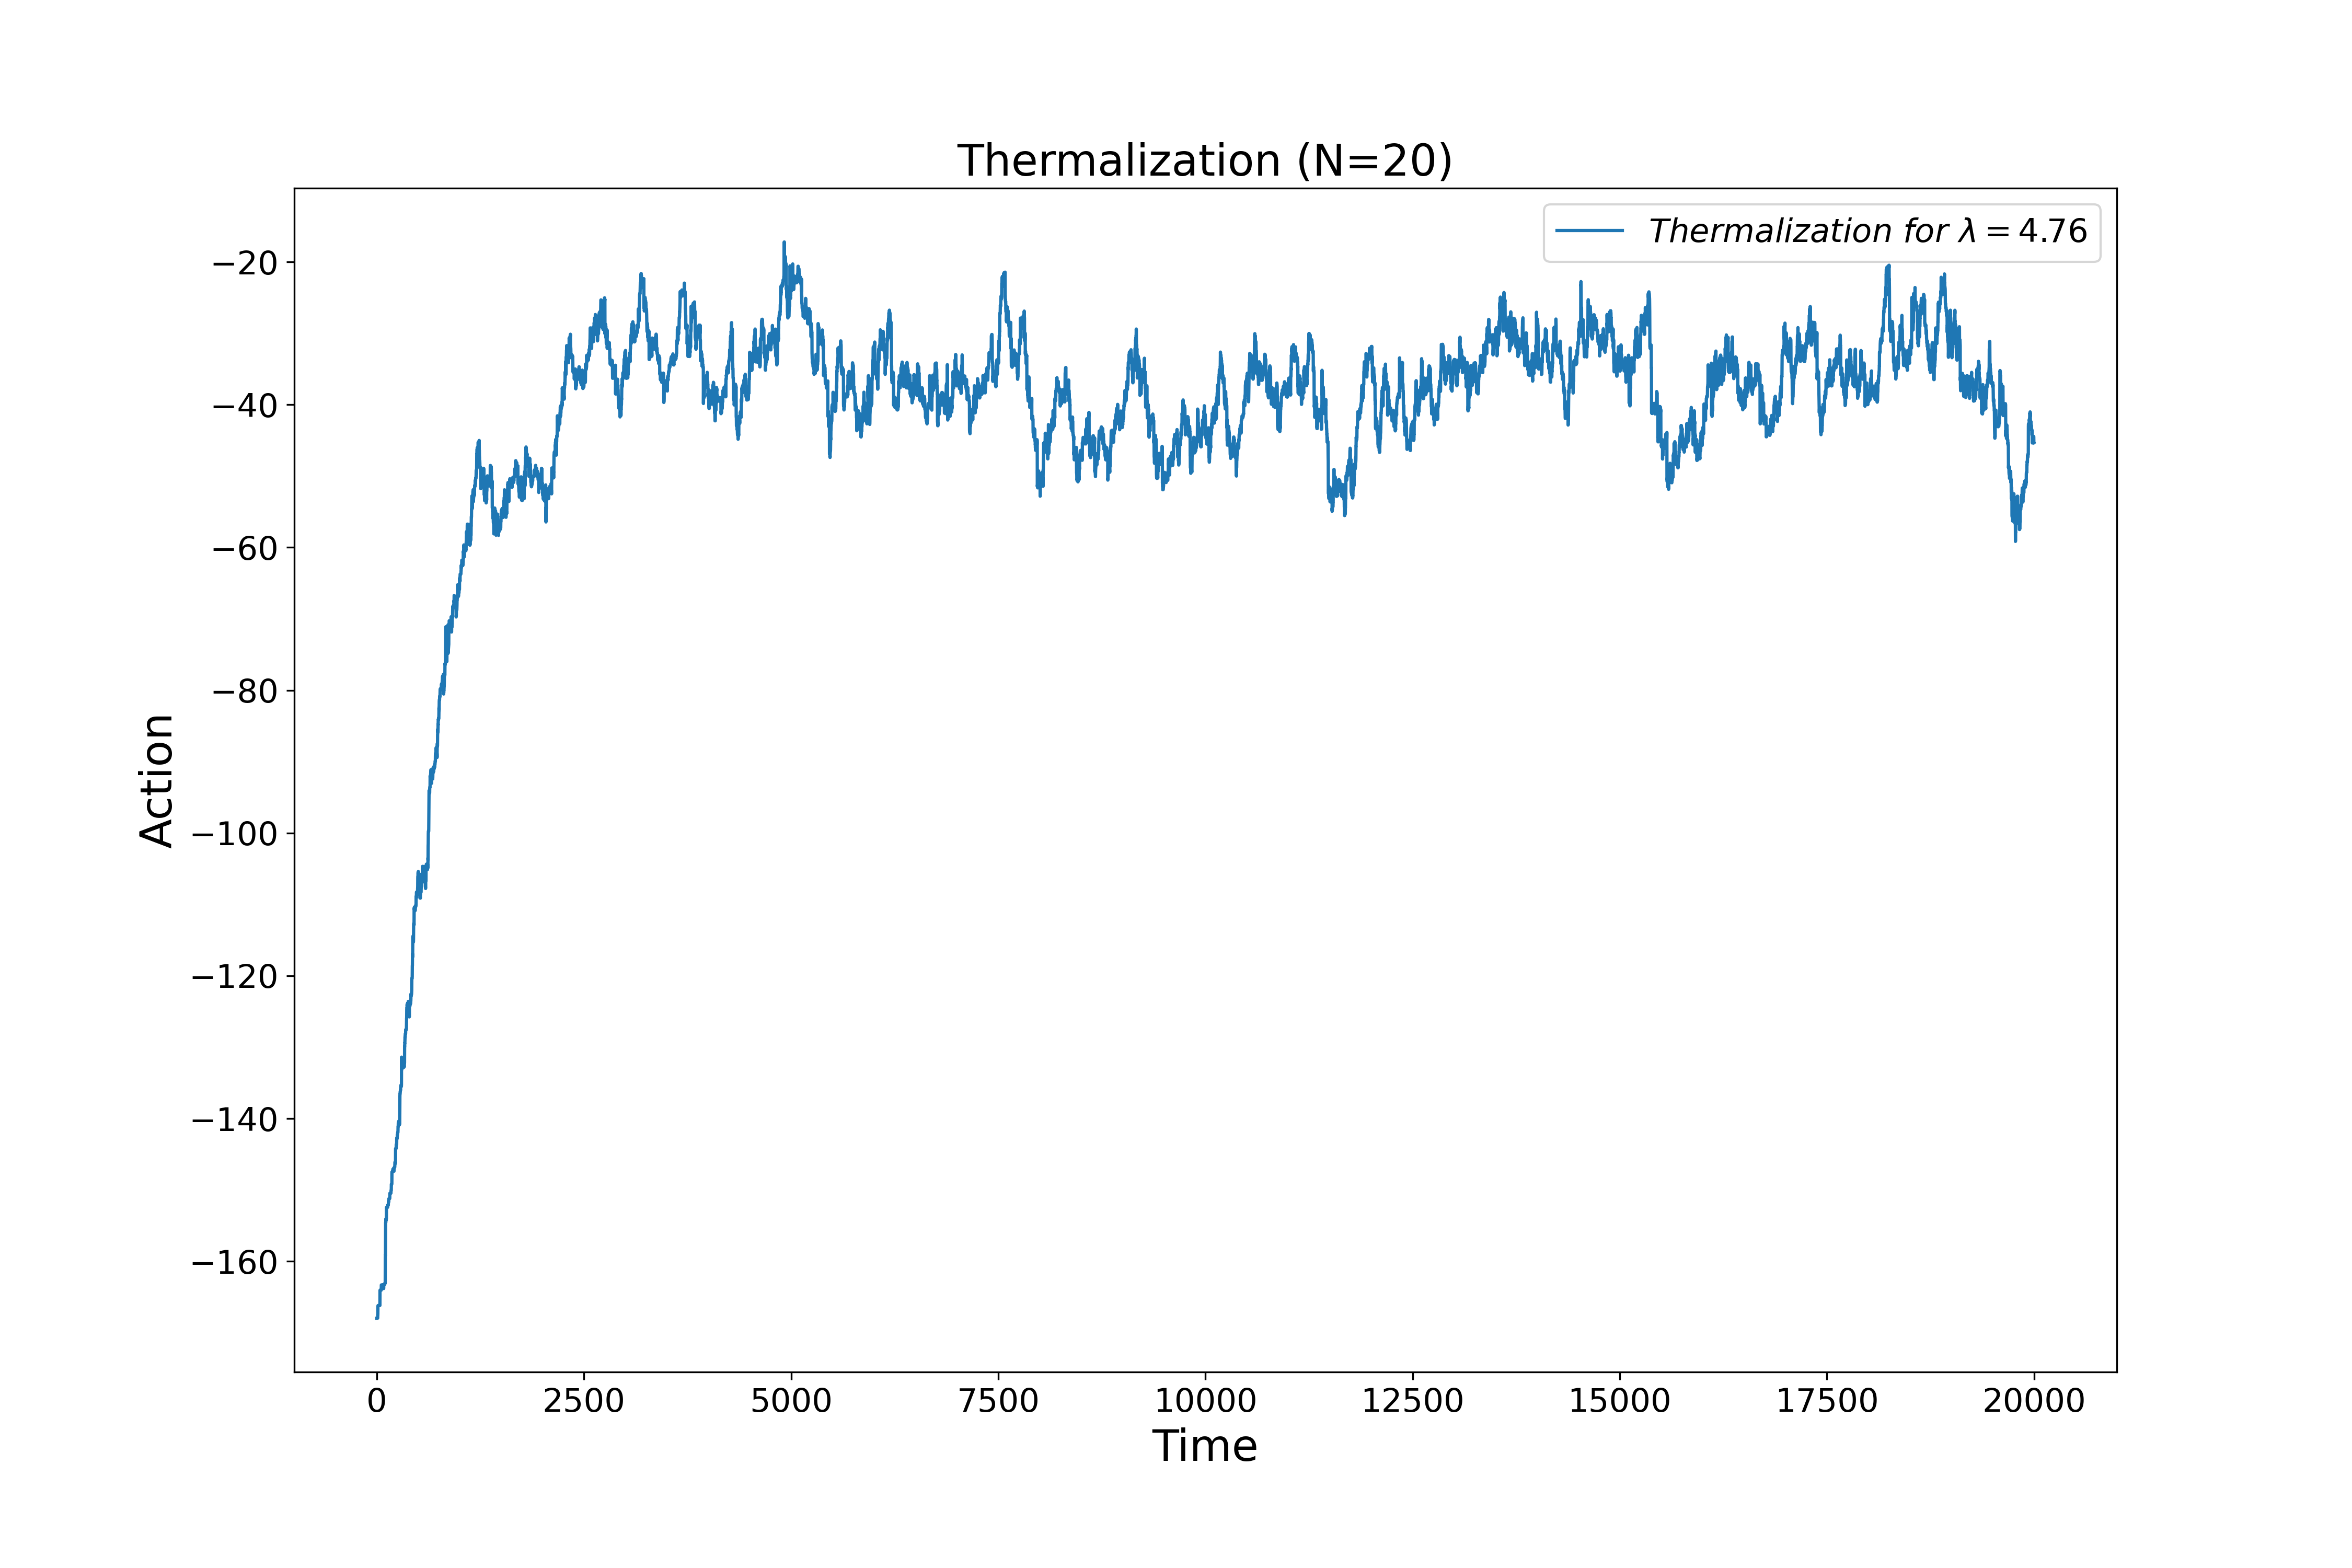 Thermalization (N=20)
Thermalization for λ = 4.76
−20
−40
−60
−80
−100
−120
−140
−160
Action
0 2500 5000 7500 10000 12500 15000 17500 20000
Time